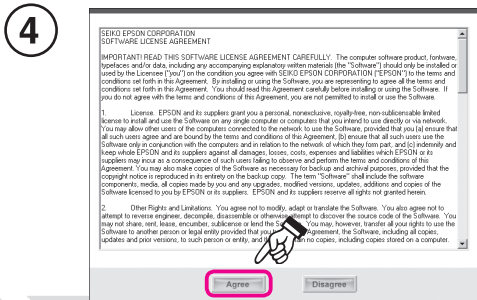 4
SEIKO EPSON CORPORATION
SOFTWARE LICENSE AGREEMENT
IMPORTANT! READ THIS SOFTWARE LICENSE AGREEMENT CAREFULLY. The computer software product, fontware,
typefaces and/or data, including any accompanying explanatory written materials (the "Software") should only be installed or
used by the Licensee ("you") on the condition you agree with SEIKO EPSON CORPORATION ("EPSON") to the terms and
conditions set forth in this Agreement. By installing or using the Software, you are representing to agree all the terms and
conditions set forth in this Agreement. You should read this Agreement carefully before installing or using the Software. If
you do not agree with the terms and conditions of this Agreement, you are not permitted to install or use the Software.
1. License. EPSON and its suppliers grant you a personal, nonexclusive, royalty-free, non-sublicensable limited
license to install and use the Software on any single computer or computers that you intend to use directly or via network.
You may allow other users of the computers connected to the network to use the Software, provided that you (a) ensure that
all such users agree and are bound by the terms and conditions of this Agreement, (b) ensure that all such users use the
Software only in conjunction with the computers and in relation to the network of which they form part, and (c) indemnify and
keep whole EPSON and its suppliers against all damages, losses, costs, expenses and liabilities which EPSON or its
suppliers may incur as a consequence of such users failing to observe and perform the terms and conditions of this
Agreement. You may also make copies of the Software as necessary for backup and archival purposes, provided that the
copyright notice is reproduced in its entirety on the backup copy. The term "Software" shall include the software
components, media, all copies made by you and any upgrades, modified versions, updates, additions and copies of the
Software licensed to you by EPSON or its suppliers. EPSON and its suppliers reserve all rights not granted herein.
2. Other Rights and Limitations. You agree not to modify, adapt or translate the Software. You also agree not to
attempt to reverse engineer, decompile, disassemble or otherwise attempt to discover the source code of the Software. You
may not share, rent, lease, encumber, sublicense or lend the Software. You may, however, transfer all your rights to use the
Software to another person or legal entity provided that you Agreement, the Software, including all copies,
updates and prior versions, to such person or entity, and no copies, including copies stored on a computer.
Agree Disagree